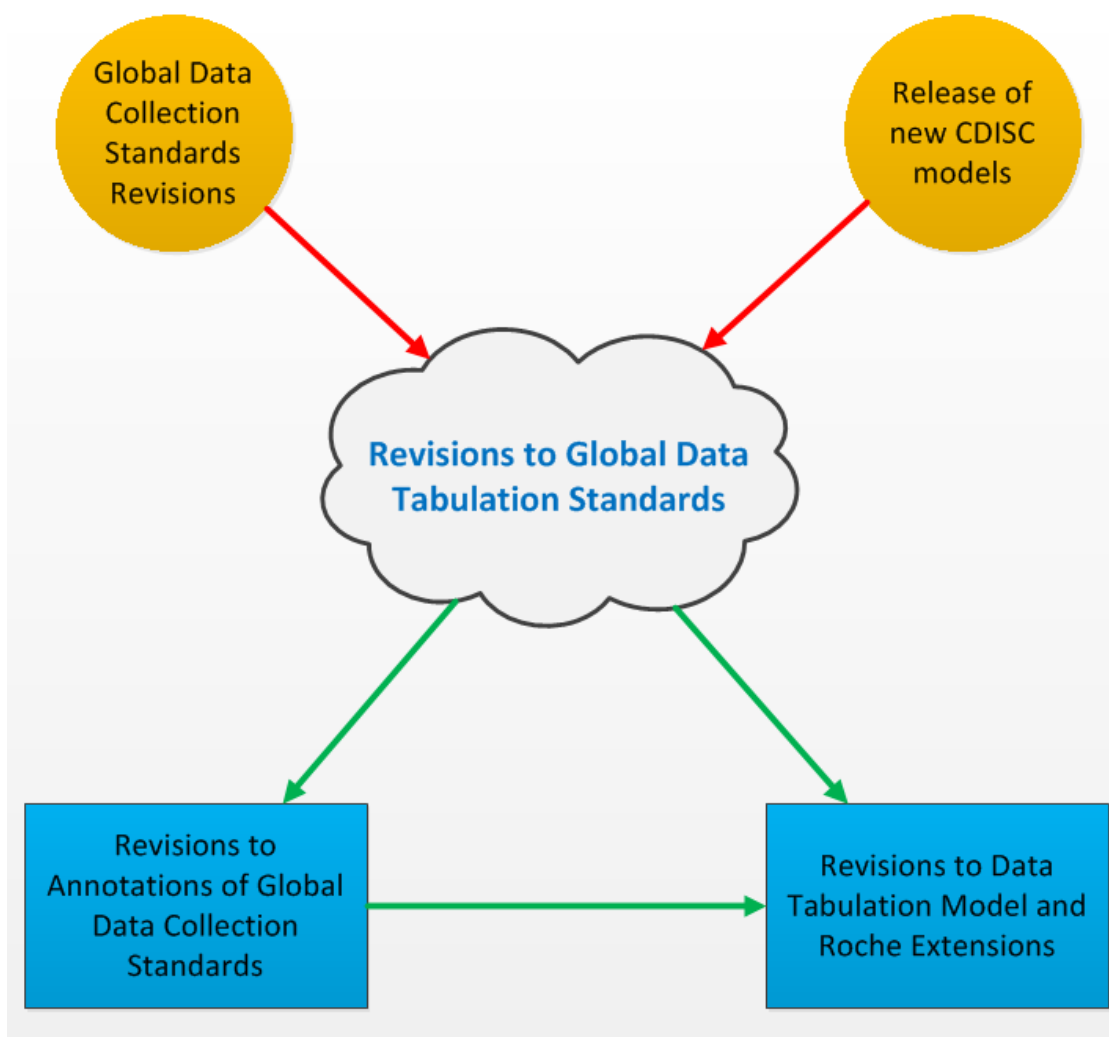 Global Data
Collection
Standards
Revisions
Release of
new CDISC
models
Revisions to Global Data
Tabulation Standards
Revisions to
Annotations of Global
Data Collection
Standards
Revisions to Data
Tabulation Model and
Roche Extensions